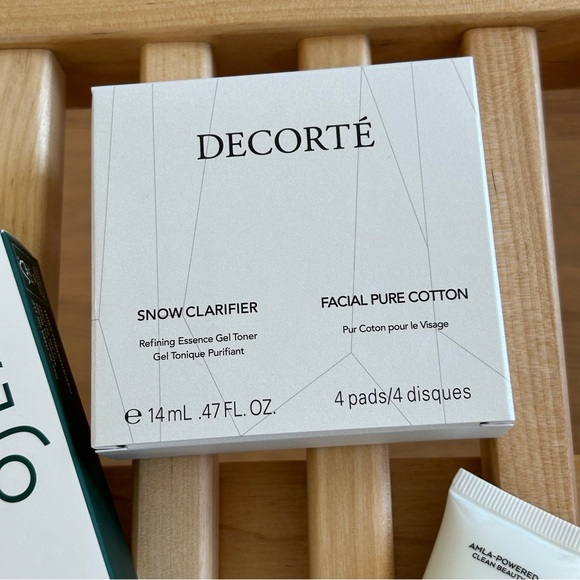 DECORTÉ
SNOW CLARIFIER
Refining Essence Gel Toner
Gel Tonique Purifiant
℮ 14 mL .47 FL. OZ.
FACIAL PURE COTTON
Pur Coton pour le Visage
4 pads/4 disques
AMLA-POWERED
CLEAN BEAUTY